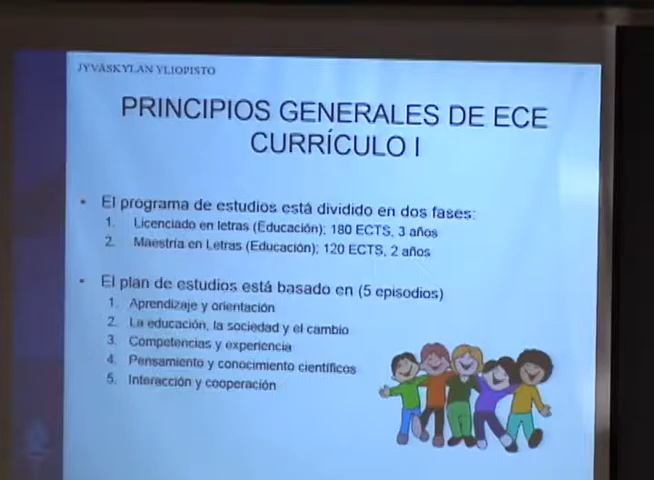 JYVÄSKYLÄN YLIOPISTO
PRINCIPIOS GENERALES DE ECE
CURRÍCULO I
• El programa de estudios está dividido en dos fases:
1. Licenciado en letras (Educación); 180 ECTS, 3 años
2. Maestría en Letras (Educación); 120 ECTS, 2 años
• El plan de estudios está basado en (5 episodios)
1. Aprendizaje y orientación
2. La educación, la sociedad y el cambio
3. Competencias y experiencia
4. Pensamiento y conocimiento científicos
5. Interacción y cooperación